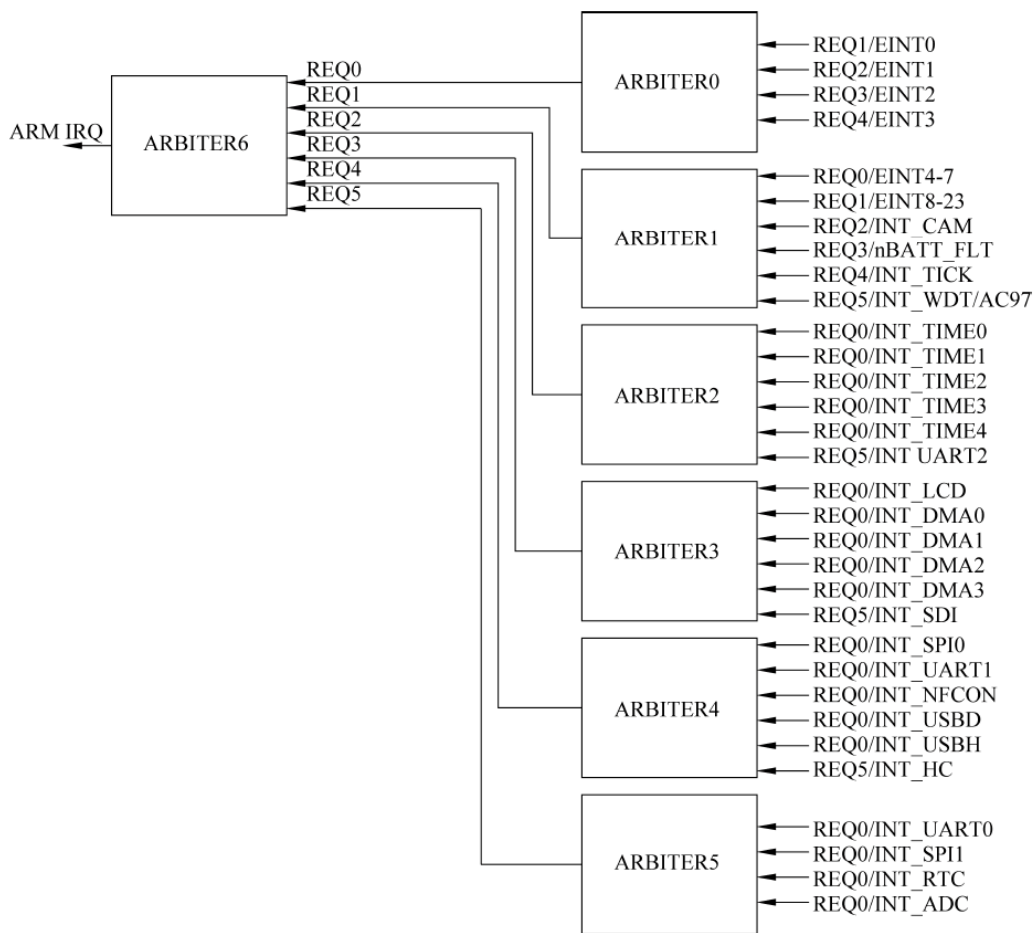 ARM IRQ
ARBITER6
REQ0
REQ1
REQ2
REQ3
REQ4
REQ5
ARBITER0
REQ1/EINT0
REQ2/EINT1
REQ3/EINT2
REQ4/EINT3
ARBITER1
REQ0/EINT4-7
REQ1/EINT8-23
REQ2/INT_CAM
REQ3/nBATT_FLT
REQ4/INT_TICK
REQ5/INT_WDT/AC97
ARBITER2
REQ0/INT_TIME0
REQ0/INT_TIME1
REQ0/INT_TIME2
REQ0/INT_TIME3
REQ0/INT_TIME4
REQ5/INT UART2
ARBITER3
REQ0/INT_LCD
REQ0/INT_DMA0
REQ0/INT_DMA1
REQ0/INT_DMA2
REQ0/INT_DMA3
REQ5/INT_SDI
ARBITER4
REQ0/INT_SPI0
REQ0/INT_UART1
REQ0/INT_NFCON
REQ0/INT_USBD
REQ0/INT_USBH
REQ5/INT_HC
ARBITER5
REQ0/INT_UART0
REQ0/INT_SPI1
REQ0/INT_RTC
REQ0/INT_ADC